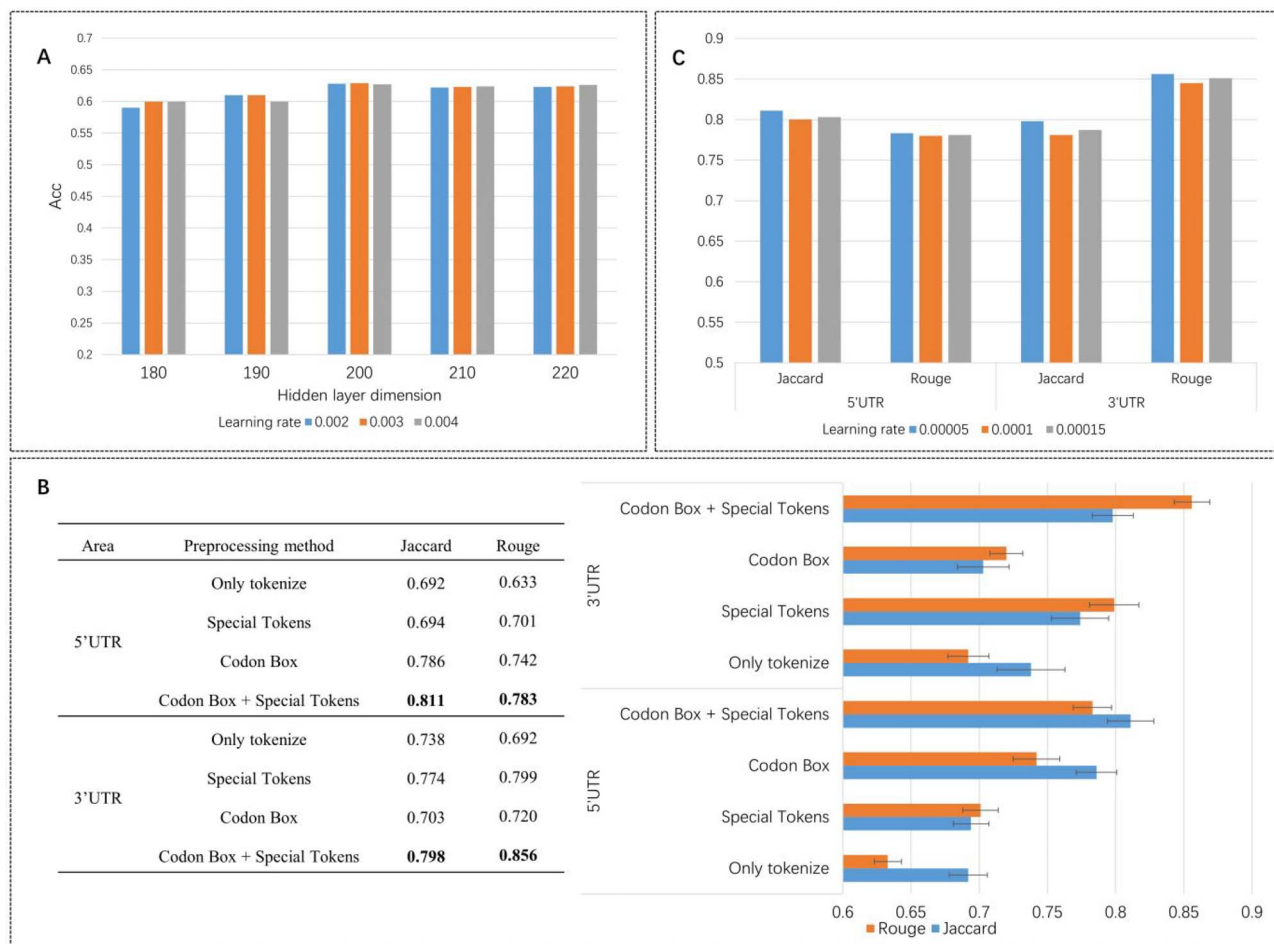 A
0.7
0.65
0.6
0.55
0.5
0.45
0.4
0.35
0.3
0.25
0.2
Acc
180 190 200 210 220
Hidden layer dimension
Learning rate 0.002 0.003 0.004
C
0.9
0.85
0.8
0.75
0.7
0.65
0.6
0.55
0.5
Jaccard Rouge Jaccard Rouge
5'UTR 3'UTR
Learning rate 0.00005 0.0001 0.00015
B
Area Preprocessing method Jaccard Rouge
Only tokenize 0.692 0.633
Special Tokens 0.694 0.701
5’UTR
Codon Box 0.786 0.742
Codon Box + Special Tokens 0.811 0.783
Only tokenize 0.738 0.692
Special Tokens 0.774 0.799
3’UTR
Codon Box 0.703 0.720
Codon Box + Special Tokens 0.798 0.856
3'UTR
Codon Box + Special Tokens
Codon Box
Special Tokens
Only tokenize
5'UTR
Codon Box + Special Tokens
Codon Box
Special Tokens
Only tokenize
0.6 0.65 0.7 0.75 0.8 0.85 0.9
Rouge Jaccard